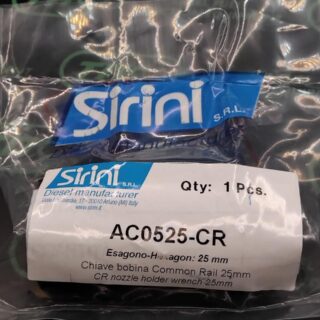 Sirini
S.R.L.
Sirini
S.R.L.
Diesel manufacturer
Qty: 1 Pcs.
AC0525-CR
Esagono-Hexagon: 25 mm
Chiave bobina Common Rail 25mm
CR nozzle holder wrench 25mm